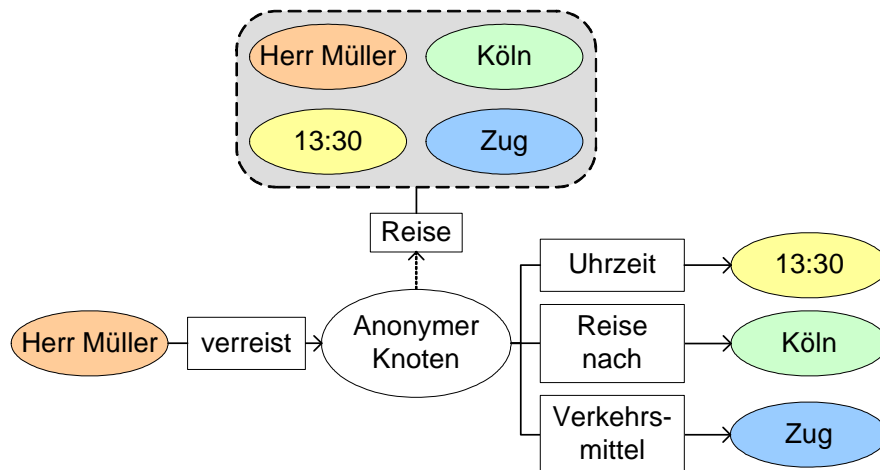 Herr Müller
Köln
13:30
Zug
Reise
Herr Müller
verreist
Anonymer
Knoten
Uhrzeit
13:30
Reise
nach
Köln
Verkehrs-
mittel
Zug